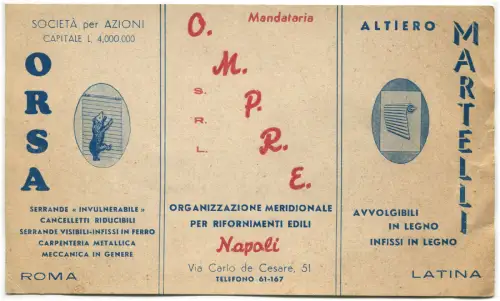 SOCIETÀ per AZIONI
CAPITALE L. 4,000.000
ORSA
SERRANDE "INVULNERABILE"
CANCELLETTI RIDUCIBILI
SERRANDE VISIBILI-INFISSI IN FERRO
CARPENTERIA METALLICA
MECCANICA IN GENERE
ROMA
Mandataria
O. M. P. R. E.
S. R. L.
ORGANIZZAZIONE MERIDIONALE
PER RIFORNIMENTI EDILI
Napoli
Via Carlo de Cesare, 51
TELEFONO 61-167
ALTIERO
MARTELLI
AVVOLGIBILI
IN LEGNO
INFISSI IN LEGNO
LATINA